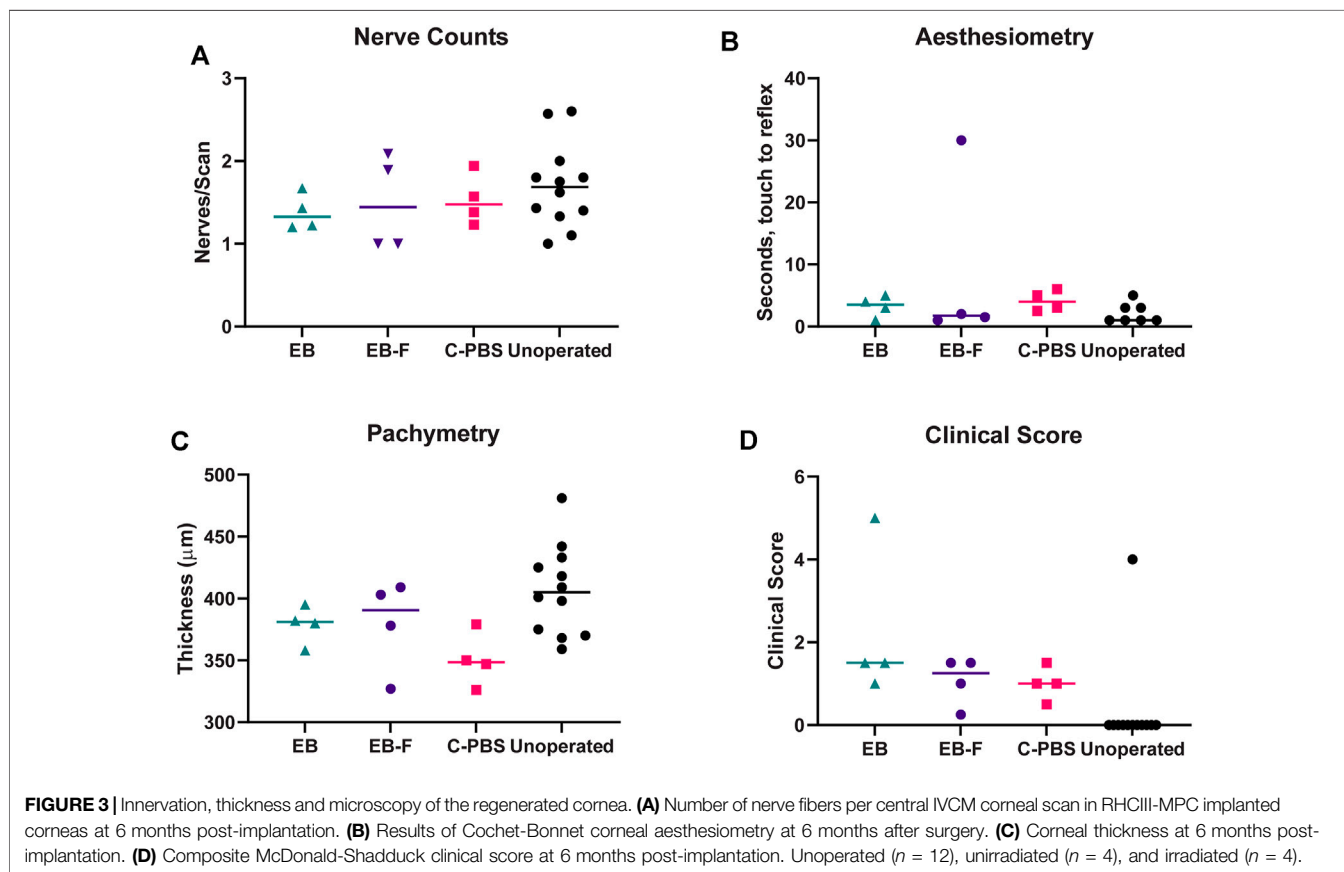 A
Nerve Counts
Nerves/Scan
3
2
1
0
EB EB-F C-PBS Unoperated
B
Aesthesiometry
Seconds, touch to reflex
40
30
20
10
0
EB EB-F C-PBS Unoperated
C
Pachymetry
Thickness (μm)
500
450
400
350
300
EB EB-F C-PBS Unoperated
D
Clinical Score
Clinical Score
6
4
2
0
EB EB-F C-PBS Unoperated
FIGURE 3 | Innervation, thickness and microscopy of the regenerated cornea. (A) Number of nerve fibers per central IVCM corneal scan in RHCIII-MPC implanted
corneas at 6 months post-implantation. (B) Results of Cochet-Bonnet corneal aesthesiometry at 6 months after surgery. (C) Corneal thickness at 6 months post-
implantation. (D) Composite McDonald-Shadduck clinical score at 6 months post-implantation. Unoperated (n = 12), unirradiated (n = 4), and irradiated (n = 4).